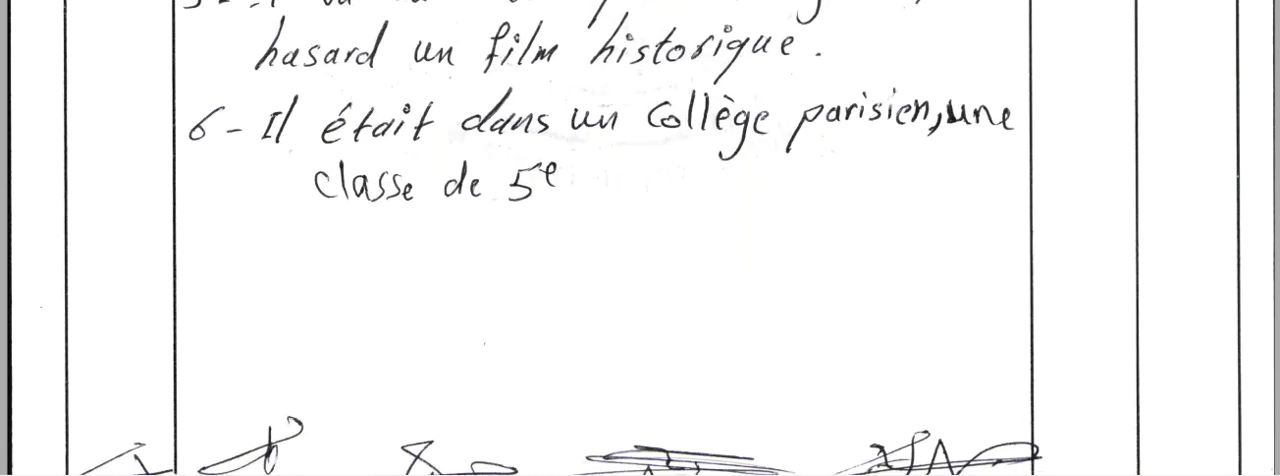 hasard un film historique.
6 - Il était dans un collège parisien, une
classe de 5e